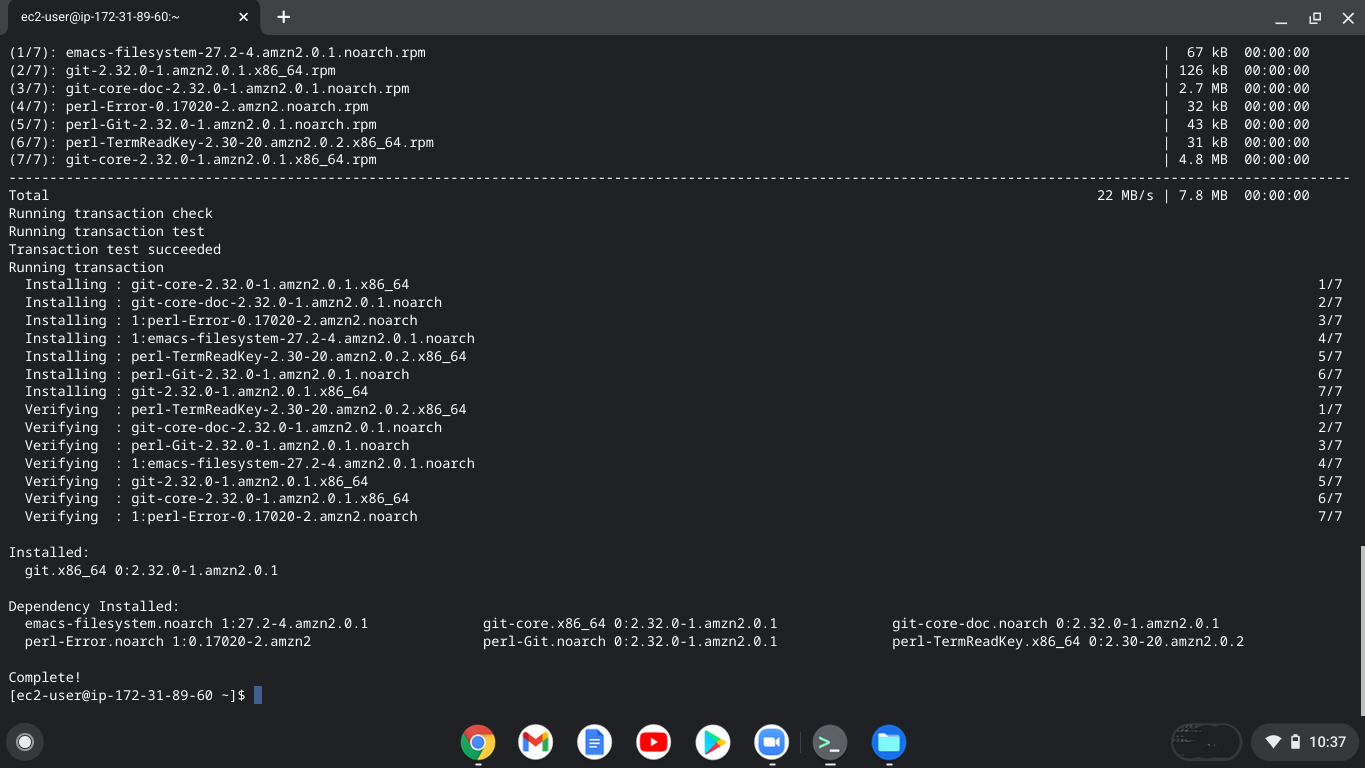 ec2-user@ip-172-31-89-60:~
(1/7): emacs-filesystem-27.2-4.amzn2.0.1.noarch.rpm | 67 kB 00:00:00
(2/7): git-2.32.0-1.amzn2.0.1.x86_64.rpm | 126 kB 00:00:00
(3/7): git-core-doc-2.32.0-1.amzn2.0.1.noarch.rpm | 2.7 MB 00:00:00
(4/7): perl-Error-0.17020-2.amzn2.noarch.rpm | 32 kB 00:00:00
(5/7): perl-Git-2.32.0-1.amzn2.0.1.noarch.rpm | 43 kB 00:00:00
(6/7): perl-TermReadKey-2.30-20.amzn2.0.2.x86_64.rpm | 31 kB 00:00:00
(7/7): git-core-2.32.0-1.amzn2.0.1.x86_64.rpm | 4.8 MB 00:00:00
--------------------------------------------------------------------------------
Total 22 MB/s | 7.8 MB 00:00:00
Running transaction check
Running transaction test
Transaction test succeeded
Running transaction
Installing : git-core-2.32.0-1.amzn2.0.1.x86_64 1/7
Installing : git-core-doc-2.32.0-1.amzn2.0.1.noarch 2/7
Installing : 1:perl-Error-0.17020-2.amzn2.noarch 3/7
Installing : 1:emacs-filesystem-27.2-4.amzn2.0.1.noarch 4/7
Installing : perl-TermReadKey-2.30-20.amzn2.0.2.x86_64 5/7
Installing : perl-Git-2.32.0-1.amzn2.0.1.noarch 6/7
Installing : git-2.32.0-1.amzn2.0.1.x86_64 7/7
Verifying : perl-TermReadKey-2.30-20.amzn2.0.2.x86_64 1/7
Verifying : git-core-doc-2.32.0-1.amzn2.0.1.noarch 2/7
Verifying : perl-Git-2.32.0-1.amzn2.0.1.noarch 3/7
Verifying : 1:emacs-filesystem-27.2-4.amzn2.0.1.noarch 4/7
Verifying : git-2.32.0-1.amzn2.0.1.x86_64 5/7
Verifying : git-core-2.32.0-1.amzn2.0.1.x86_64 6/7
Verifying : 1:perl-Error-0.17020-2.amzn2.noarch 7/7
Installed:
git.x86_64 0:2.32.0-1.amzn2.0.1
Dependency Installed:
emacs-filesystem.noarch 1:27.2-4.amzn2.0.1 git-core.x86_64 0:2.32.0-1.amzn2.0.1 git-core-doc.noarch 0:2.32.0-1.amzn2.0.1
perl-Error.noarch 1:0.17020-2.amzn2 perl-Git.noarch 0:2.32.0-1.amzn2.0.1 perl-TermReadKey.x86_64 0:2.30-20.amzn2.0.2
Complete!
[ec2-user@ip-172-31-89-60 ~]$
10:37